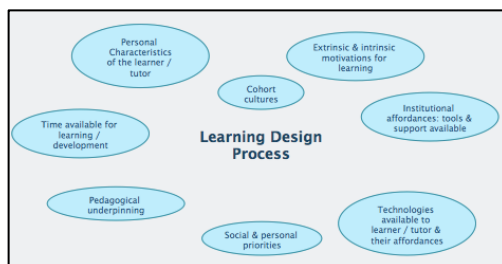 Personal
Characteristics
of the learner /
tutor
Extrinsic & intrinsic
motivations for
learning
Cohort
cultures
Institutional
affordances: tools &
support available
Time available for
learning /
development
Learning Design
Process
Pedagogical
underpinning
Social & personal
priorities
Technologies
available to
learner / tutor &
their affordances